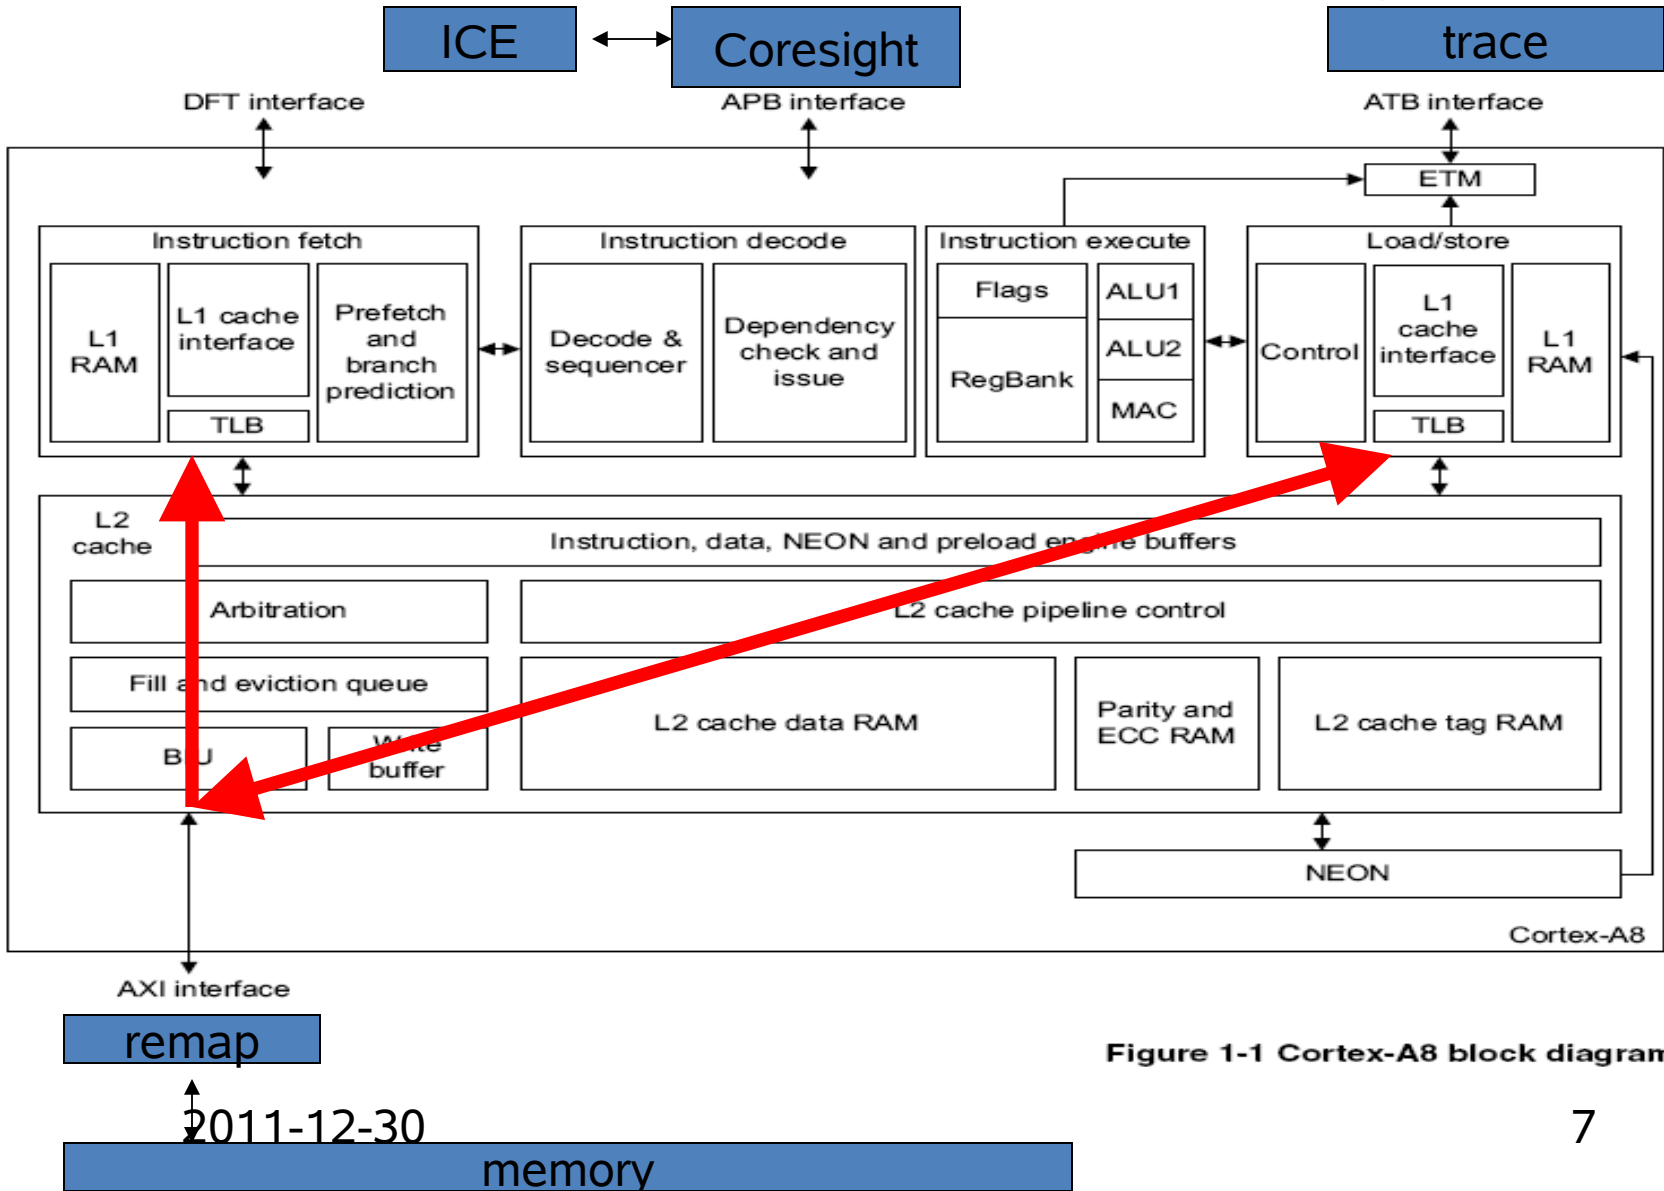 ICE
Coresight
trace
DFT interface
APB interface
ATB interface
ETM
Instruction fetch
L1
RAM
L1 cache
interface
TLB
Prefetch
and
branch
prediction
Instruction decode
Decode &
sequencer
Dependency
check and
issue
Instruction execute
Flags
RegBank
ALU1
ALU2
MAC
Load/store
Control
L1
cache
interface
TLB
L1
RAM
L2
cache
Instruction, data, NEON and preload engine buffers
Arbitration
L2 cache pipeline control
Fill and eviction queue
BIU
Write
buffer
L2 cache data RAM
Parity and
ECC RAM
L2 cache tag RAM
NEON
Cortex-A8
AXI interface
remap
Figure 1-1 Cortex-A8 block diagram
2011-12-30
7
memory